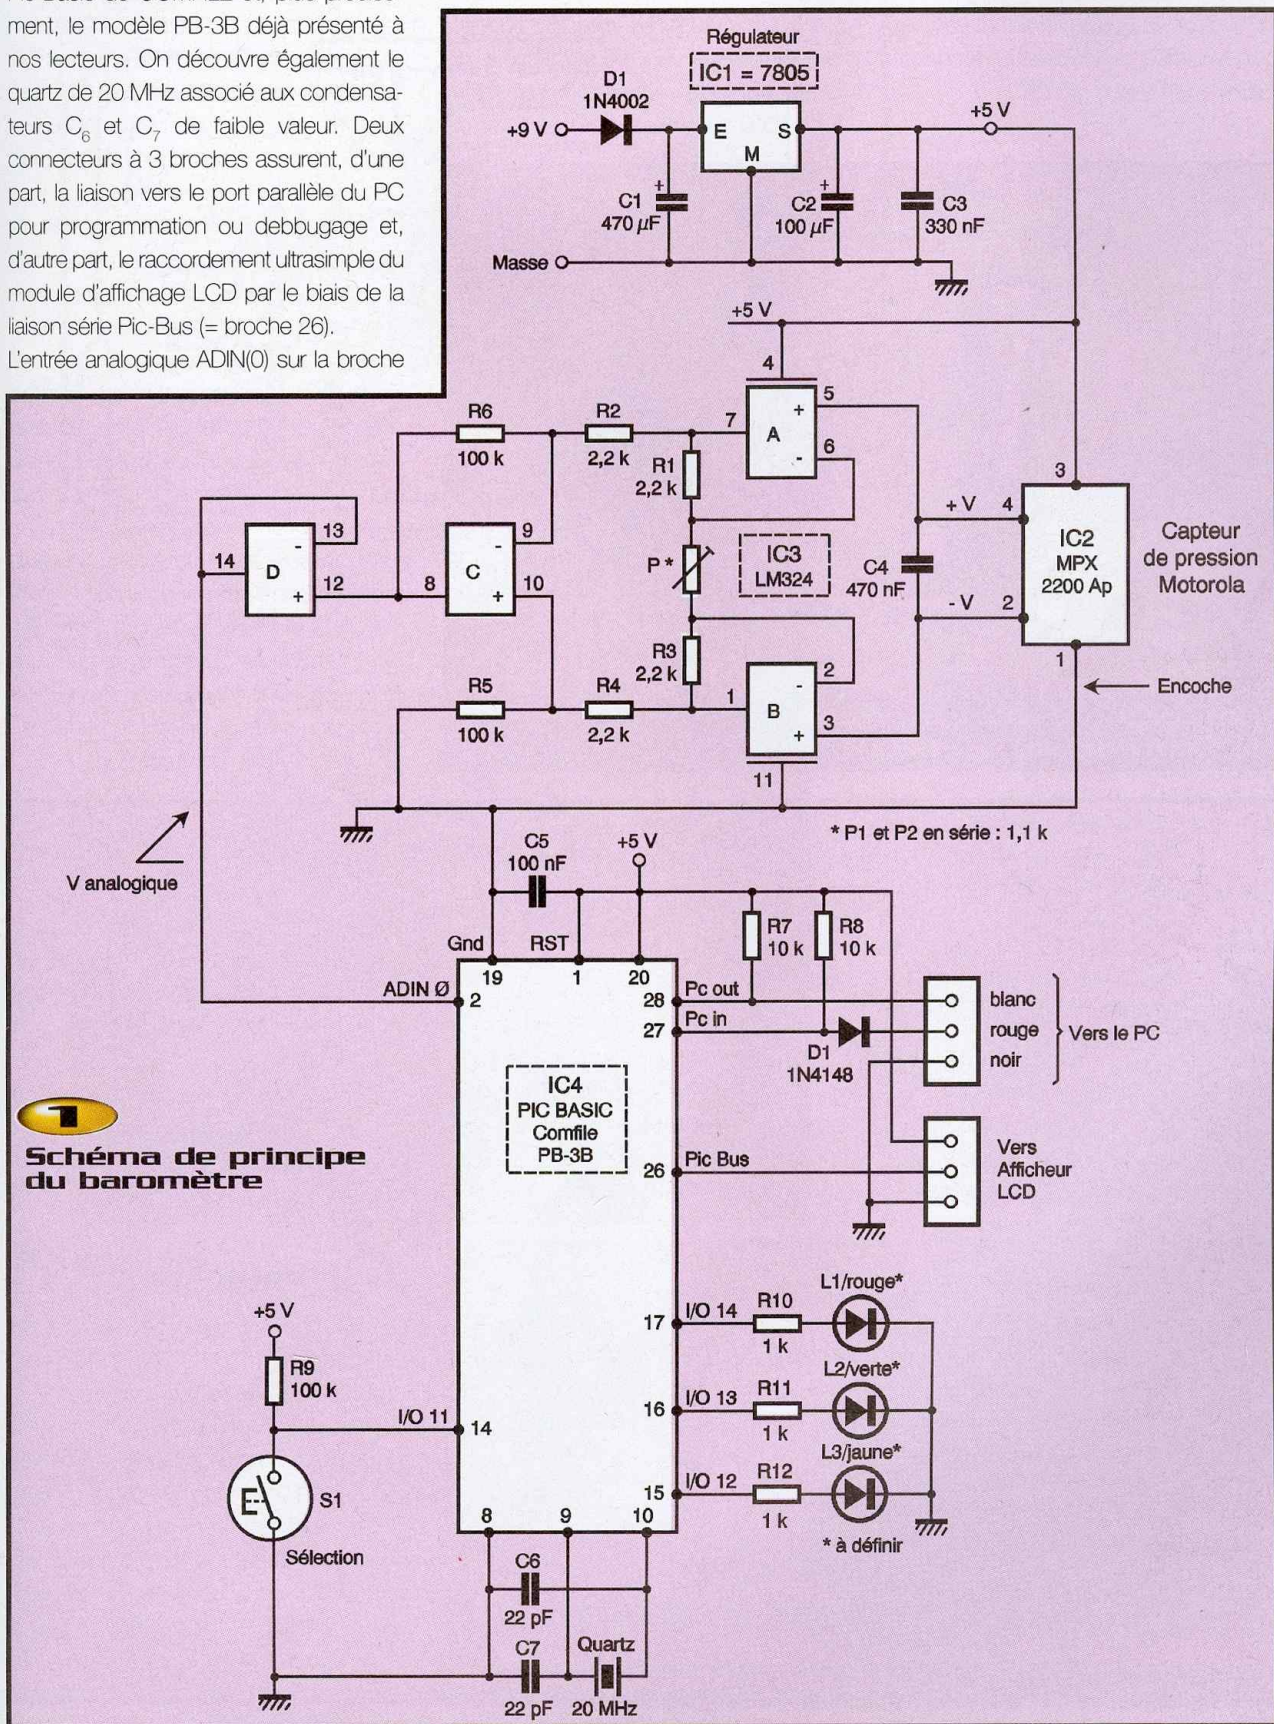 ment, le modèle PB-3B déjà présenté à
nos lecteurs. On découvre également le
quartz de 20 MHz associé aux condensa-
teurs C6 et C7 de faible valeur. Deux
connecteurs à 3 broches assurent, d'une
part, la liaison vers le port parallèle du PC
pour programmation ou debbugage et,
d'autre part, le raccordement ultrasimple du
module d'affichage LCD par le biais de la
liaison série Pic-Bus (= broche 26).
L'entrée analogique ADIN(0) sur la broche
Régulateur
IC1 = 7805
D1
1N4002
+9 V
E
S
M
+5 V
C1
470 µF
+
C2
100 µF
+
C3
330 nF
Masse
+5 V
4
R6
100 k
R2
2,2 k
7
A
+
-
5
6
R1
2,2 k
3
14
D
-
+
13
12
8
C
-
+
9
10
P *
IC3
LM324
C4
470 nF
+ V
4
- V
2
IC2
MPX
2200 Ap
Capteur
de pression
Motorola
1
Encoche
R3
2,2 k
R5
100 k
R4
2,2 k
1
B
-
+
2
3
11
* P1 et P2 en série : 1,1 k
V analogique
C5
100 nF
+5 V
R7
10 k
R8
10 k
Gnd
RST
19
1
20
ADIN Ø
2
28
Pc out
27
Pc in
D1
1N4148
blanc
rouge
noir
Vers le PC
IC4
PIC BASIC
Comfile
PB-3B
26
Pic Bus
Vers
Afficheur
LCD
1
Schéma de principe
du baromètre
+5 V
R9
100 k
I/O 11
14
S1
Sélection
17
I/O 14
R10
1 k
L1/rouge*
16
I/O 13
R11
1 k
L2/verte*
15
I/O 12
R12
1 k
L3/jaune*
* à définir
8
9
10
C6
22 pF
C7
22 pF
Quartz
20 MHz